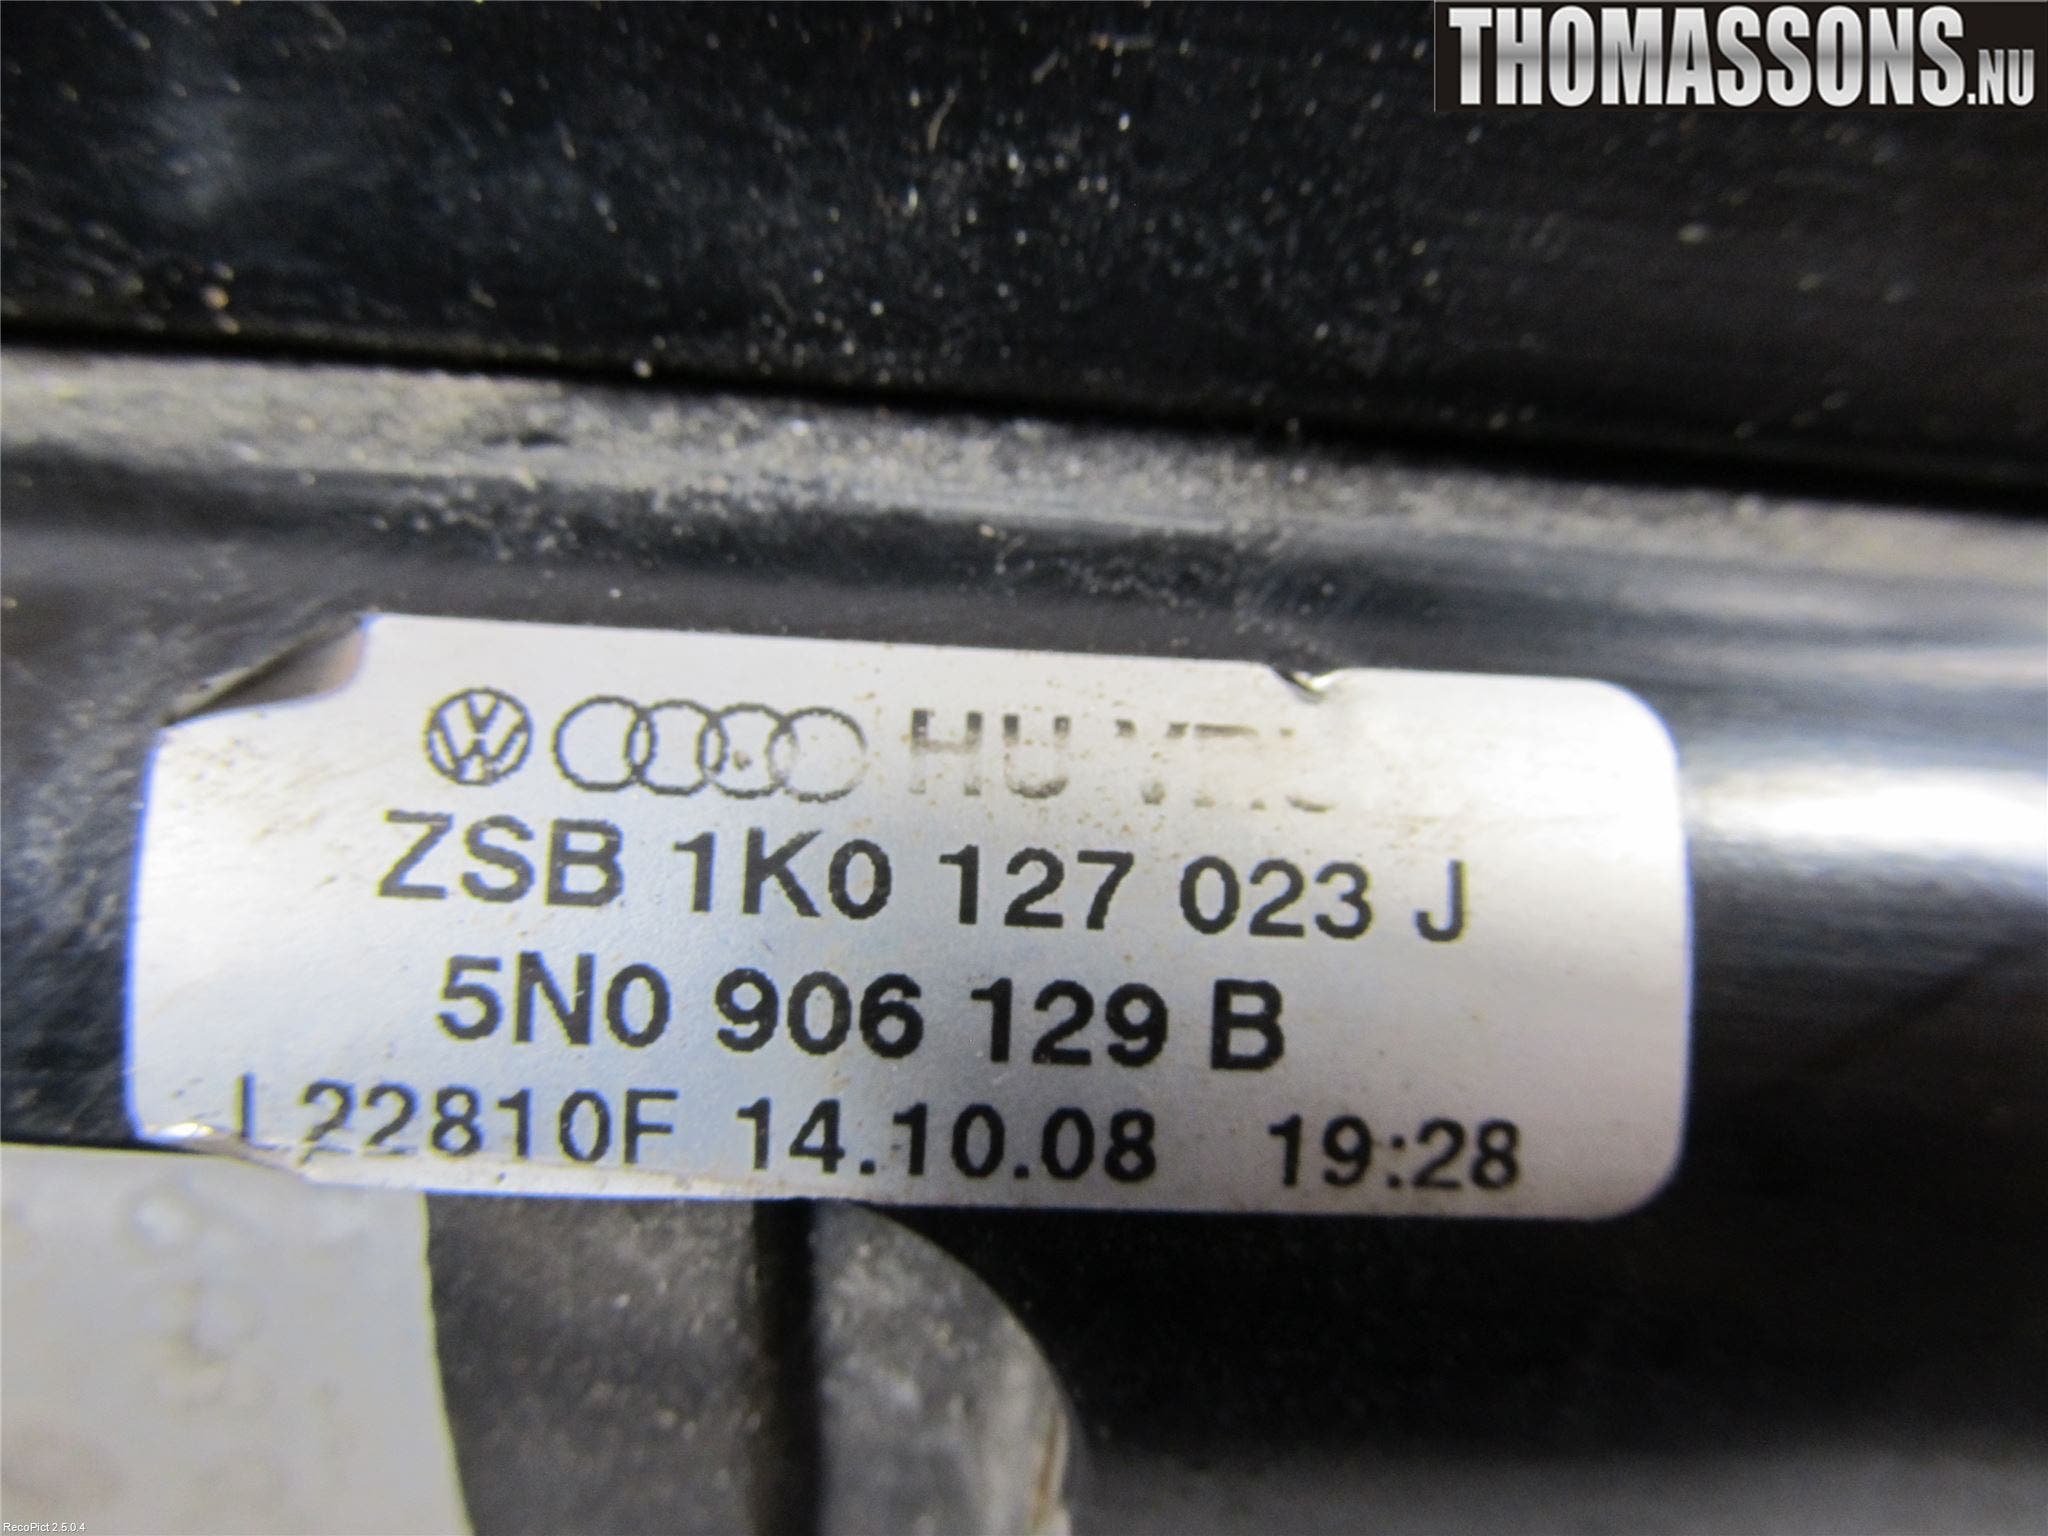 THOMASSONS.NU
ZSB 1K0 127 023 J
5N0 906 129 B
L22810F 14.10.08 19:28
RecoPict 2.5.0.4